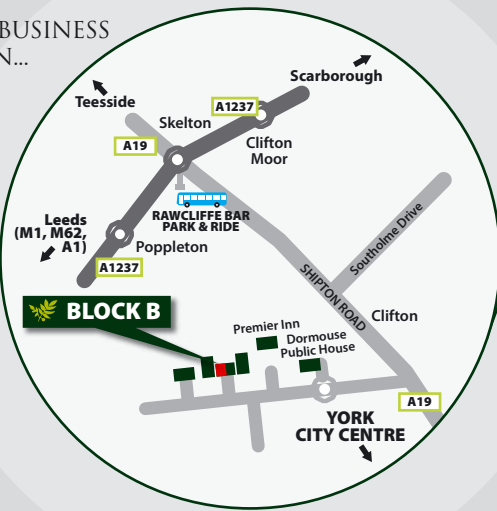 BUSINESS
N...
Scarborough
Teesside
A1237
Skelton
A19
Clifton
Moor
RAWCLIFFE BAR
PARK & RIDE
Leeds
(M1, M62,
A1)
Poppleton
A1237
Southolme Drive
SHIPTON ROAD
BLOCK B
Clifton
Premier Inn
Dormouse
Public House
A19
YORK
CITY CENTRE